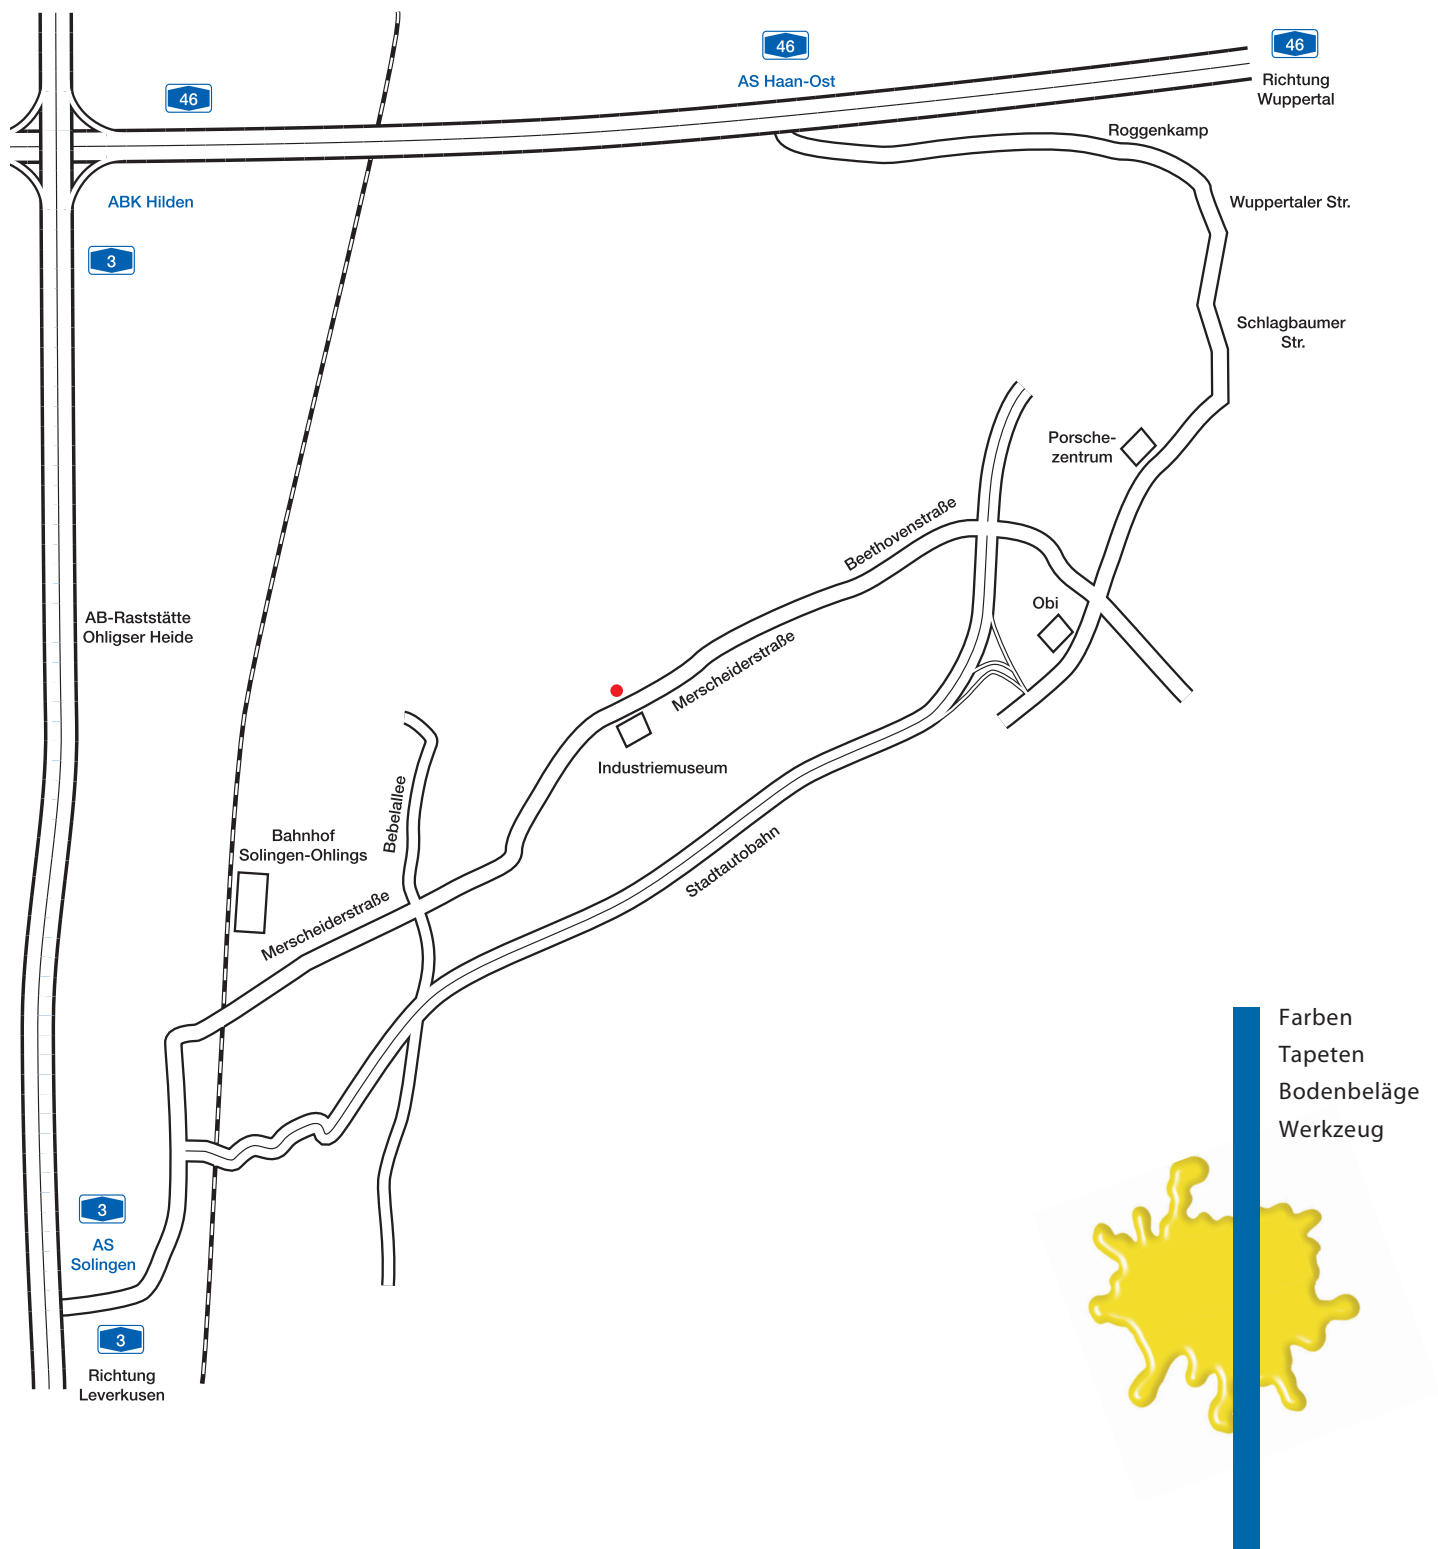 46
46
46
AS Haan-Ost
Richtung
Wuppertal
Roggenkamp
ABK Hilden
Wuppertaler Str.
3
Schlagbaumer
Str.
Porsche-
zentrum
Beethovenstraße
Obi
AB-Raststätte
Ohligser Heide
Merscheiderstraße
Industriemuseum
Bebelallee
Bahnhof
Solingen-Ohlings
Stadtautobahn
Merscheiderstraße
Farben
Tapeten
Bodenbeläge
Werkzeug
3
AS
Solingen
3
Richtung
Leverkusen